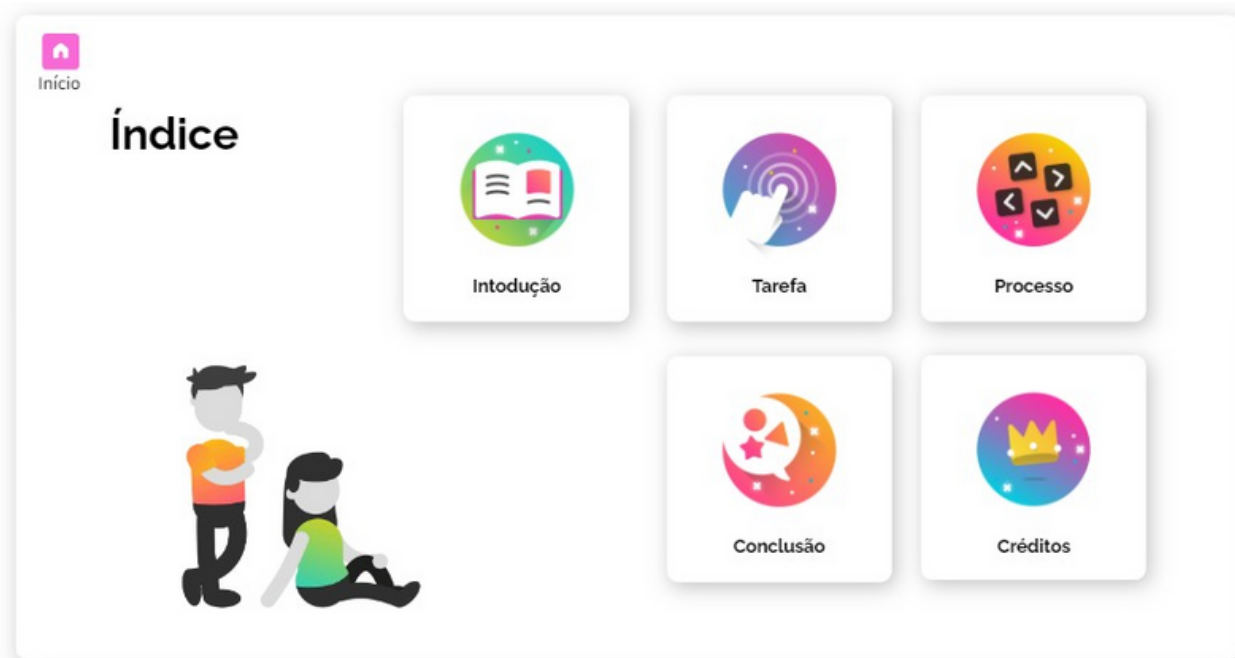 Início
Índice
Intodução
Tarefa
Processo
Conclusão
Créditos